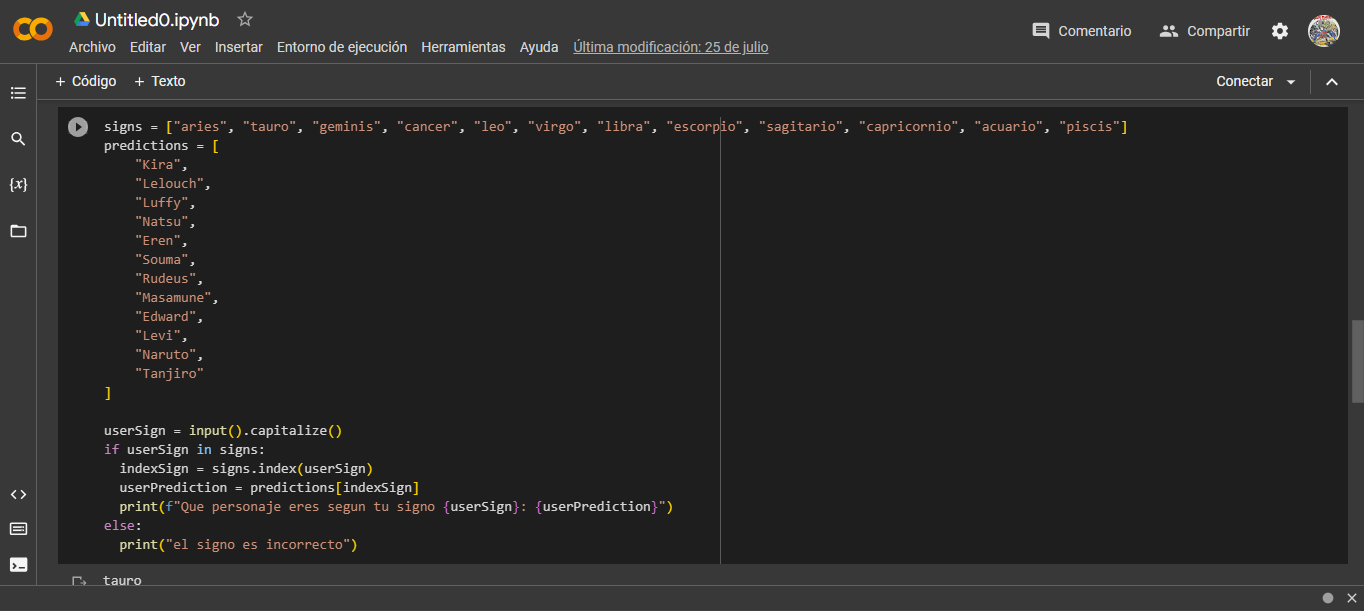 Untitled0.ipynb
Archivo Editar Ver Insertar Entorno de ejecución Herramientas Ayuda Última modificación: 25 de julio
Comentario Compartir
+ Código + Texto
Conectar
{x}
signs = ["aries", "tauro", "geminis", "cancer", "leo", "virgo", "libra", "escorpio", "sagitario", "capricornio", "acuario", "piscis"]
predictions = [
    "Kira",
    "Lelouch",
    "Luffy",
    "Natsu",
    "Eren",
    "Souma",
    "Rudeus",
    "Masamune",
    "Edward",
    "Levi",
    "Naruto",
    "Tanjiro"
]
userSign = input().capitalize()
if userSign in signs:
  indexSign = signs.index(userSign)
  userPrediction = predictions[indexSign]
  print(f"Que personaje eres segun tu signo {userSign}: {userPrediction}")
else:
  print("el signo es incorrecto")
tauro